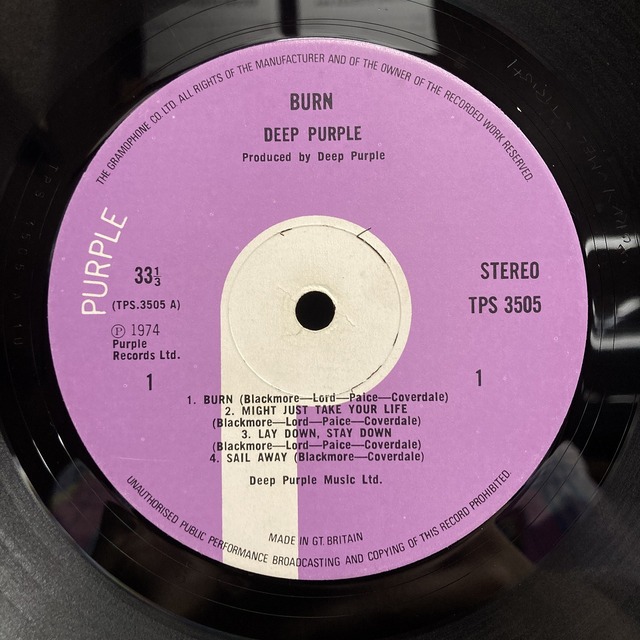 THE GRAMOPHONE CO. LTD. ALL RIGHTS OF THE MANUFACTURER AND OF THE OWNER OF THE RECORDED WORK RESERVED.
BURN
DEEP PURPLE
Produced by Deep Purple
PURPLE
33⅓
(TPS.3505 A)
Ⓟ 1974
Purple
Records Ltd.
1
STEREO
TPS 3505
1
1. BURN (Blackmore—Lord—Paice—Coverdale)
2. MIGHT JUST TAKE YOUR LIFE
(Blackmore—Lord—Paice—Coverdale)
3. LAY DOWN, STAY DOWN
(Blackmore—Lord—Paice—Coverdale)
4. SAIL AWAY (Blackmore—Coverdale)
Deep Purple Music Ltd.
MADE IN GT. BRITAIN
UNAUTHORISED PUBLIC PERFORMANCE BROADCASTING AND COPYING OF THIS RECORD PROHIBITED.